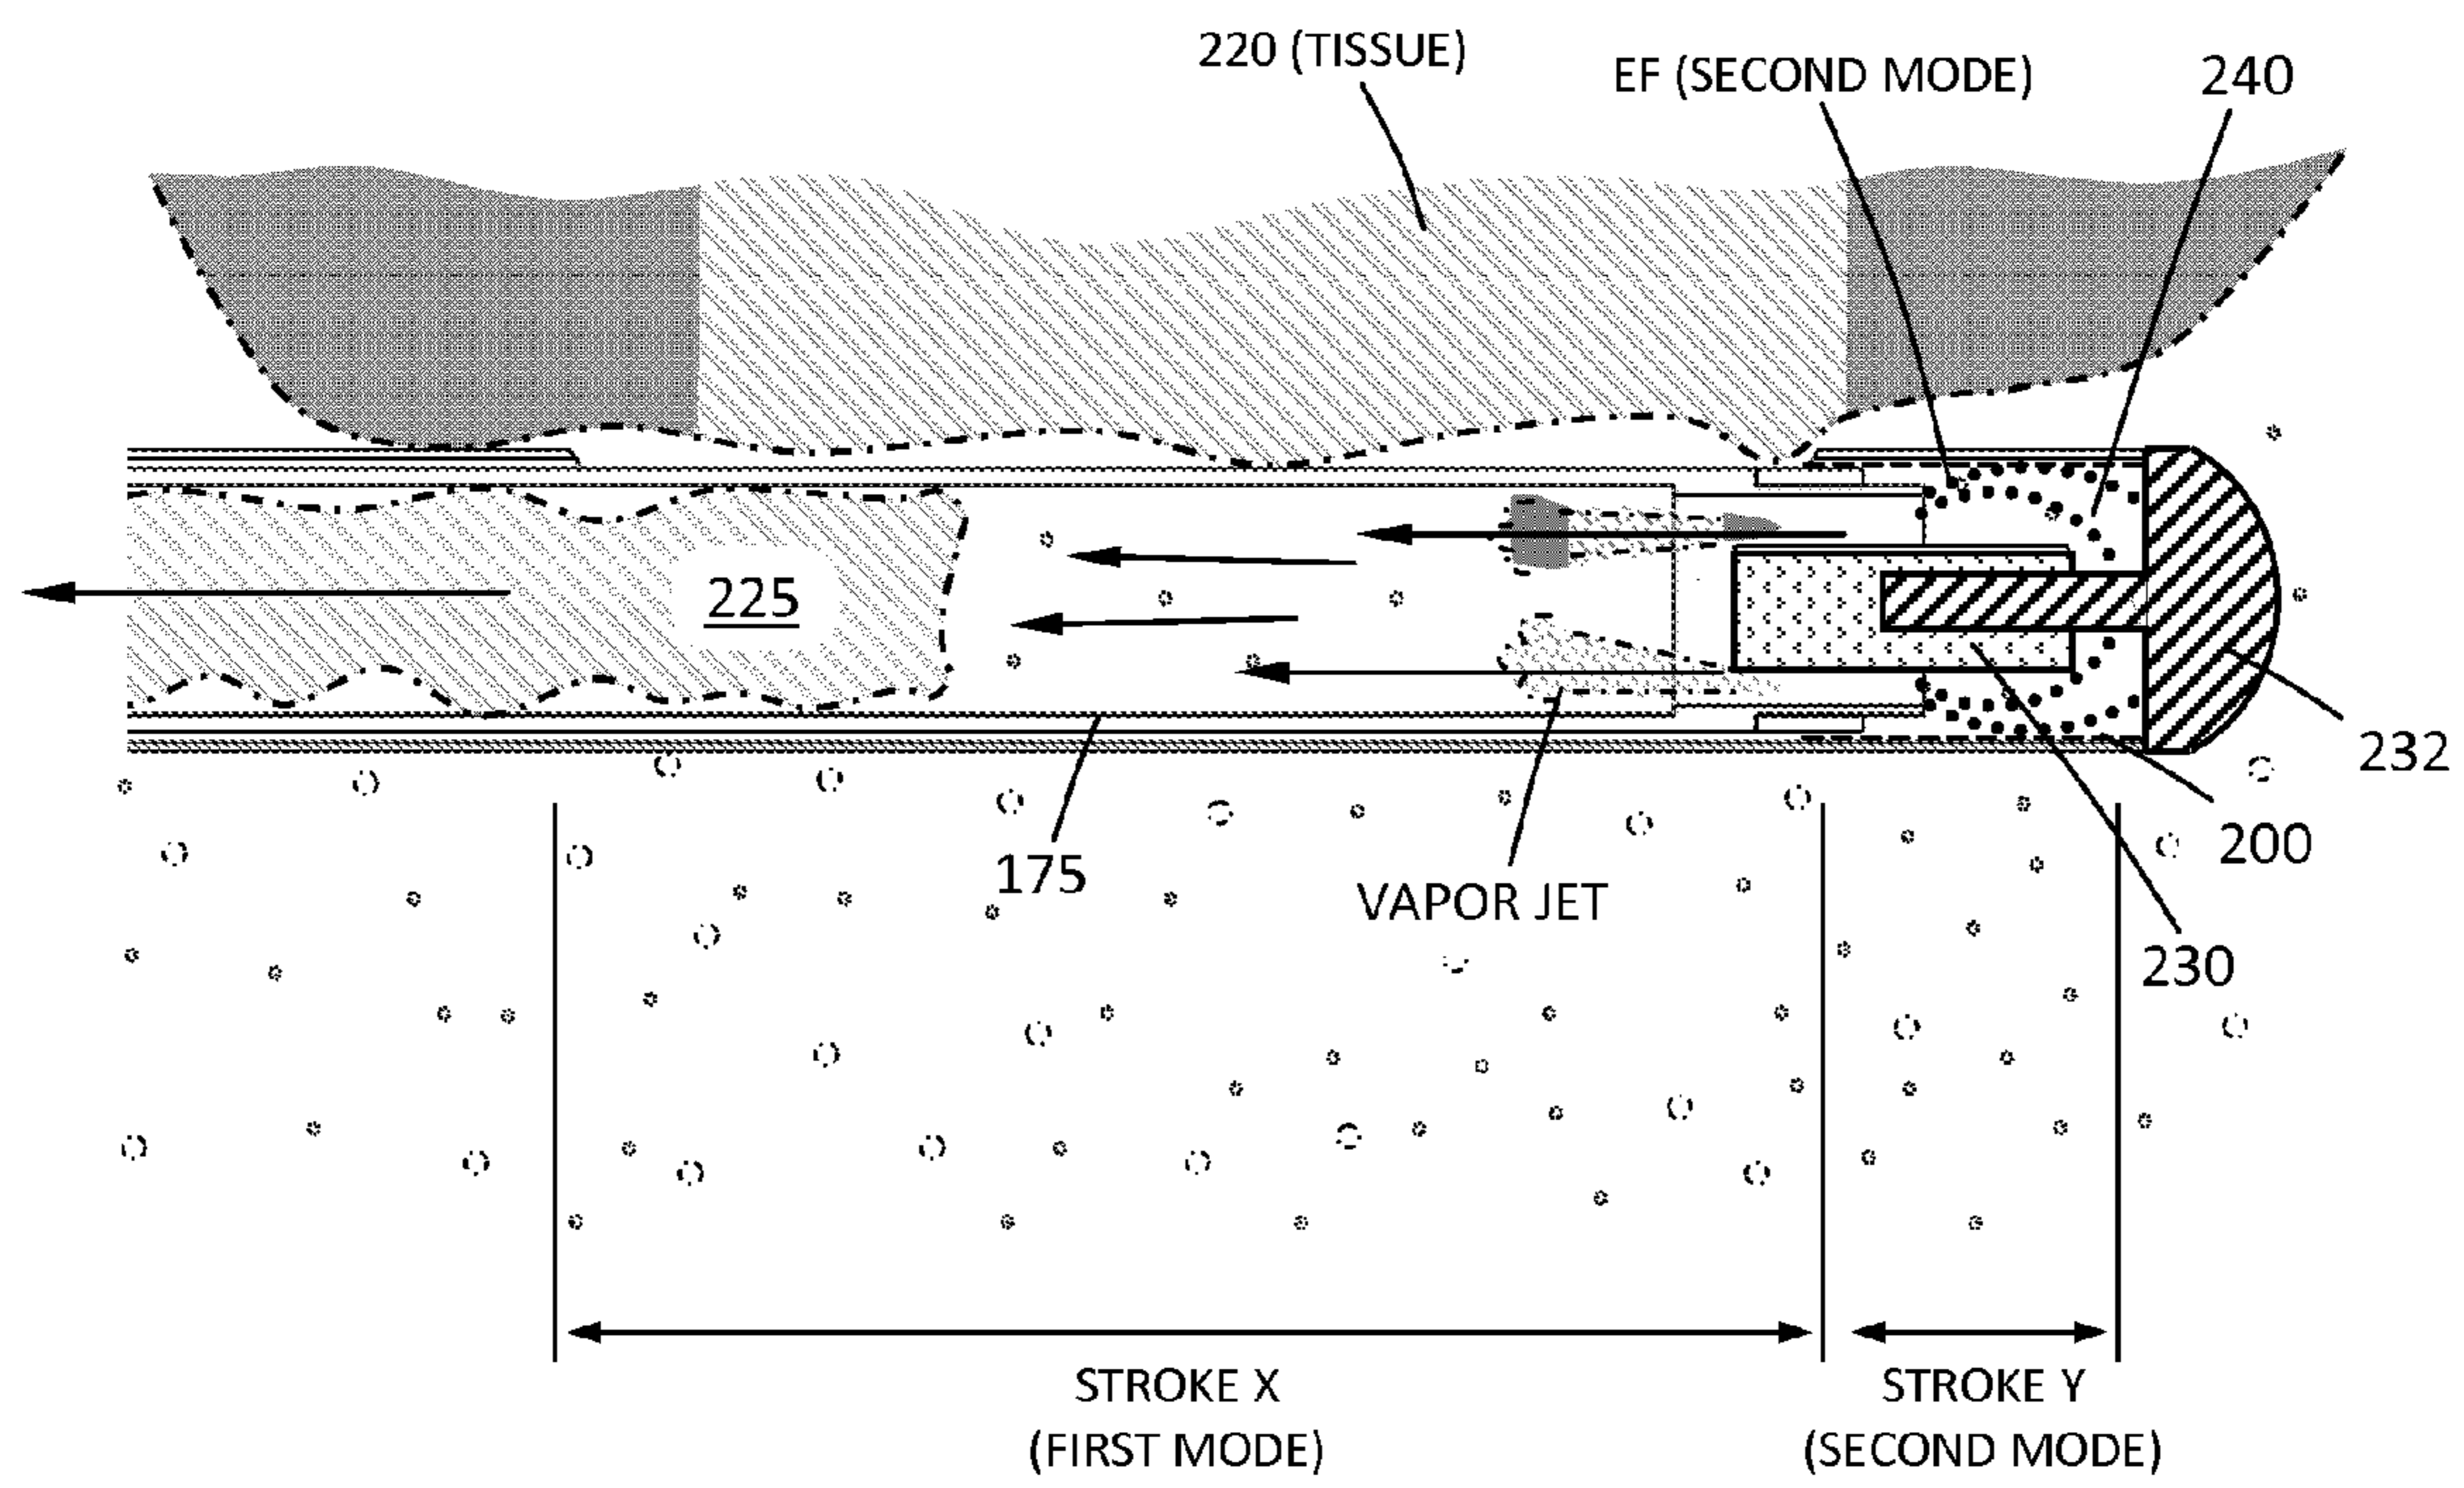 220 (TISSUE)
EF (SECOND MODE)
240
225
232
200
175
VAPOR JET
230
STROKE X
(FIRST MODE)
STROKE Y
(SECOND MODE)